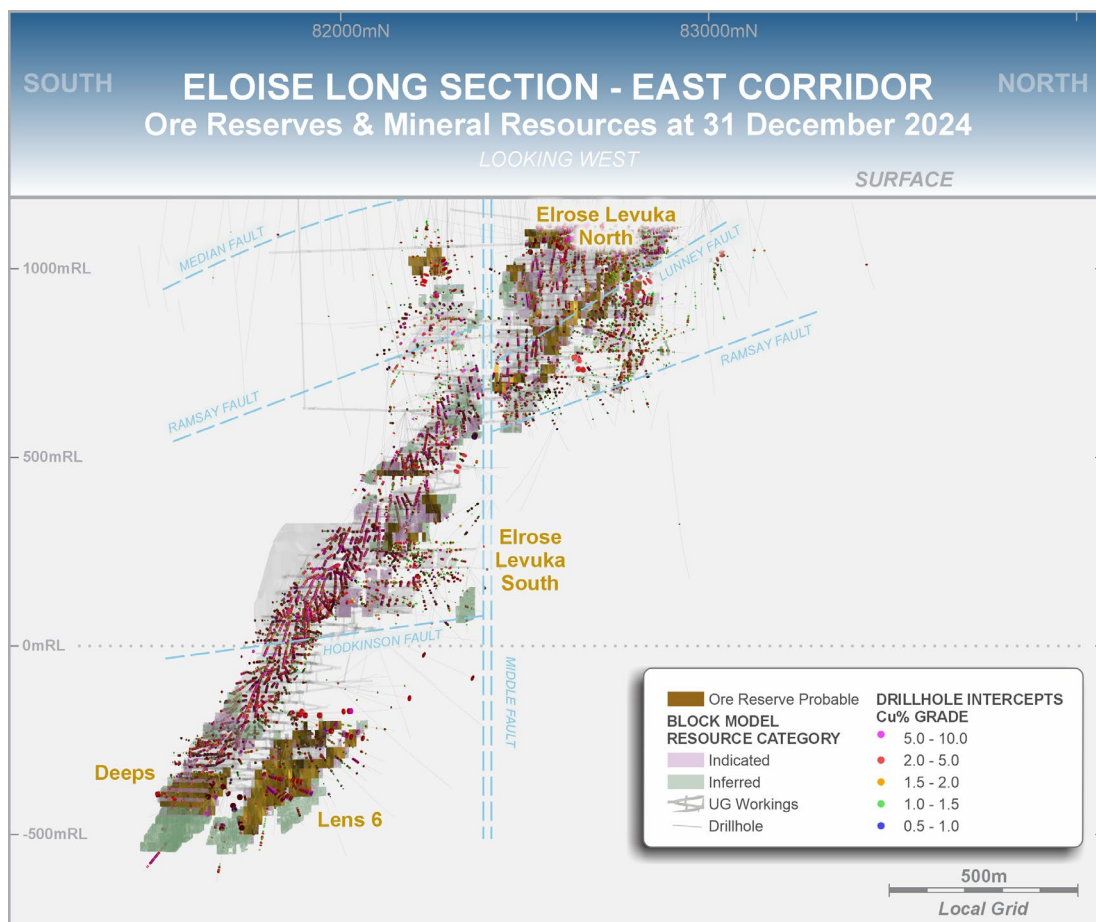 82000mN
83000mN
SOUTH
NORTH
ELOISE LONG SECTION - EAST CORRIDOR
Ore Reserves & Mineral Resources at 31 December 2024
LOOKING WEST
SURFACE
Elrose Levuka
North
MEDIAN FAULT
LUNNEY FAULT
1000mRL
RAMSAY FAULT
RAMSAY FAULT
500mRL
Elrose
Levuka
South
0mRL
HODKINSON FAULT
MIDDLE FAULT
Deeps
Lens 6
-500mRL
Ore Reserve Probable
BLOCK MODEL
RESOURCE CATEGORY
Indicated
Inferred
UG Workings
Drillhole
DRILLHOLE INTERCEPTS
Cu% GRADE
5.0 - 10.0
2.0 - 5.0
1.5 - 2.0
1.0 - 1.5
0.5 - 1.0
500m
Local Grid